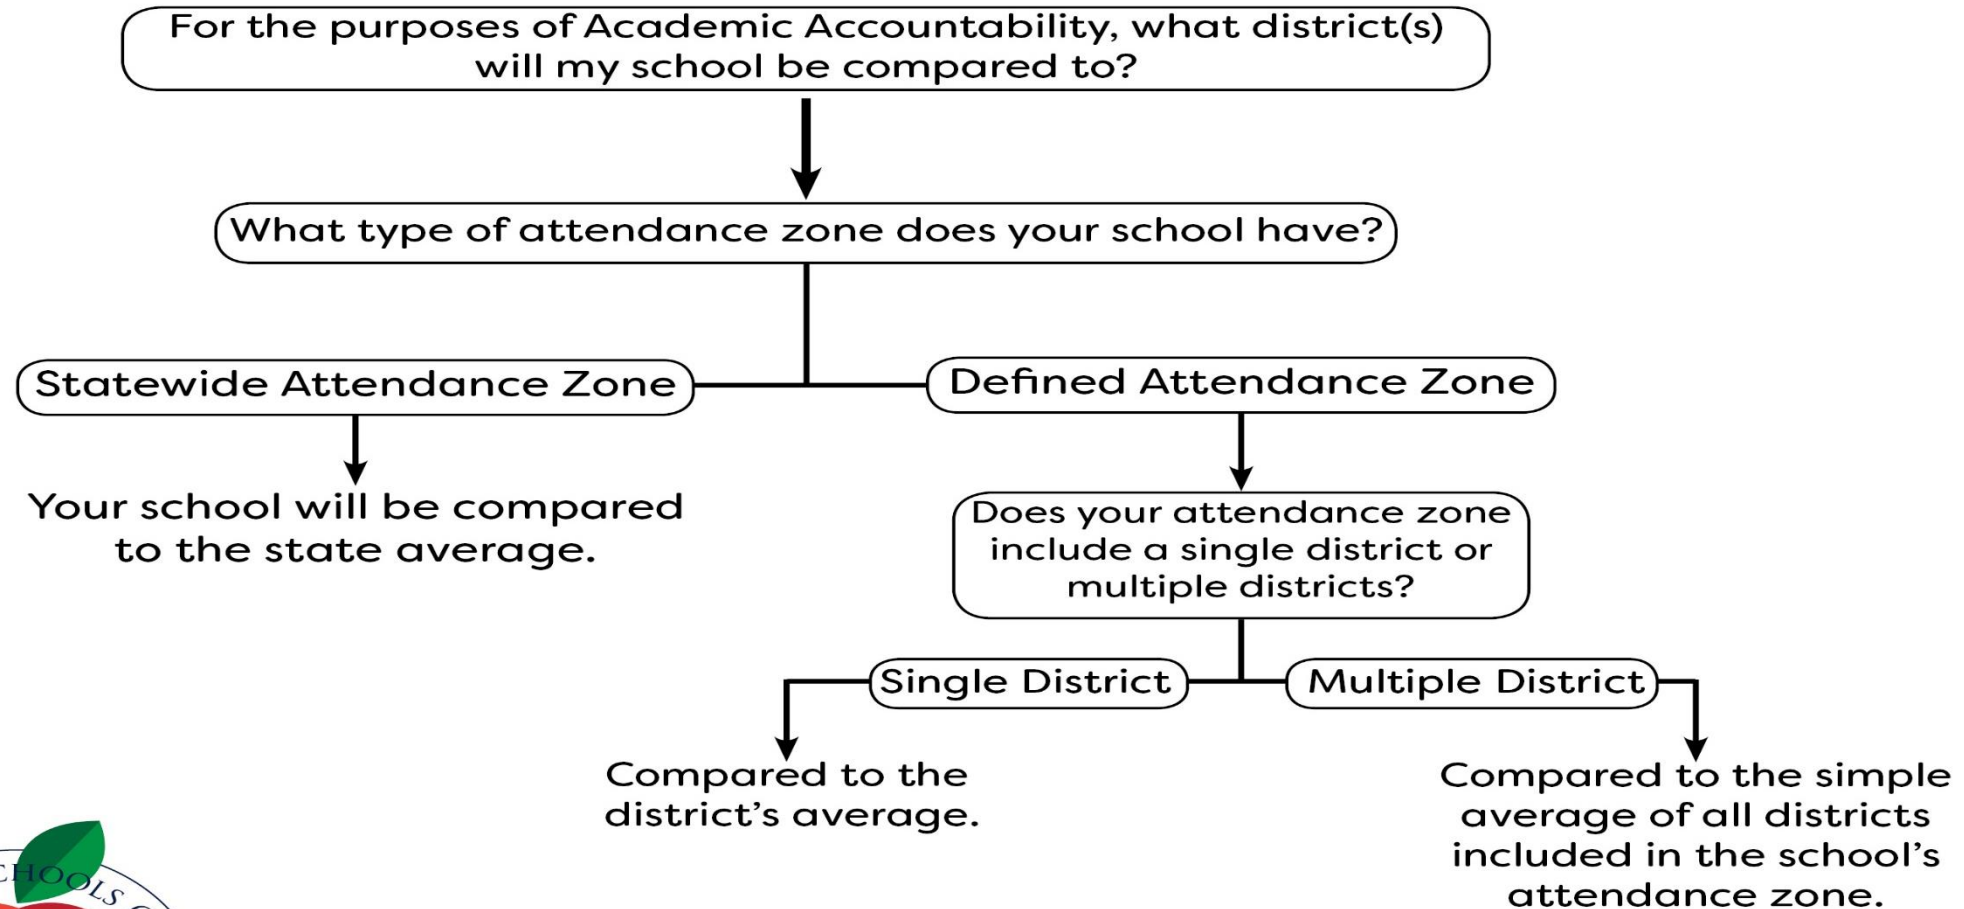 For the purposes of Academic Accountability, what district(s)
will my school be compared to?
What type of attendance zone does your school have?
Statewide Attendance Zone
Defined Attendance Zone
Your school will be compared
to the state average.
Does your attendance zone
include a single district or
multiple districts?
Single District
Multiple District
Compared to the
district’s average.
Compared to the simple
average of all districts
included in the school’s
attendance zone.